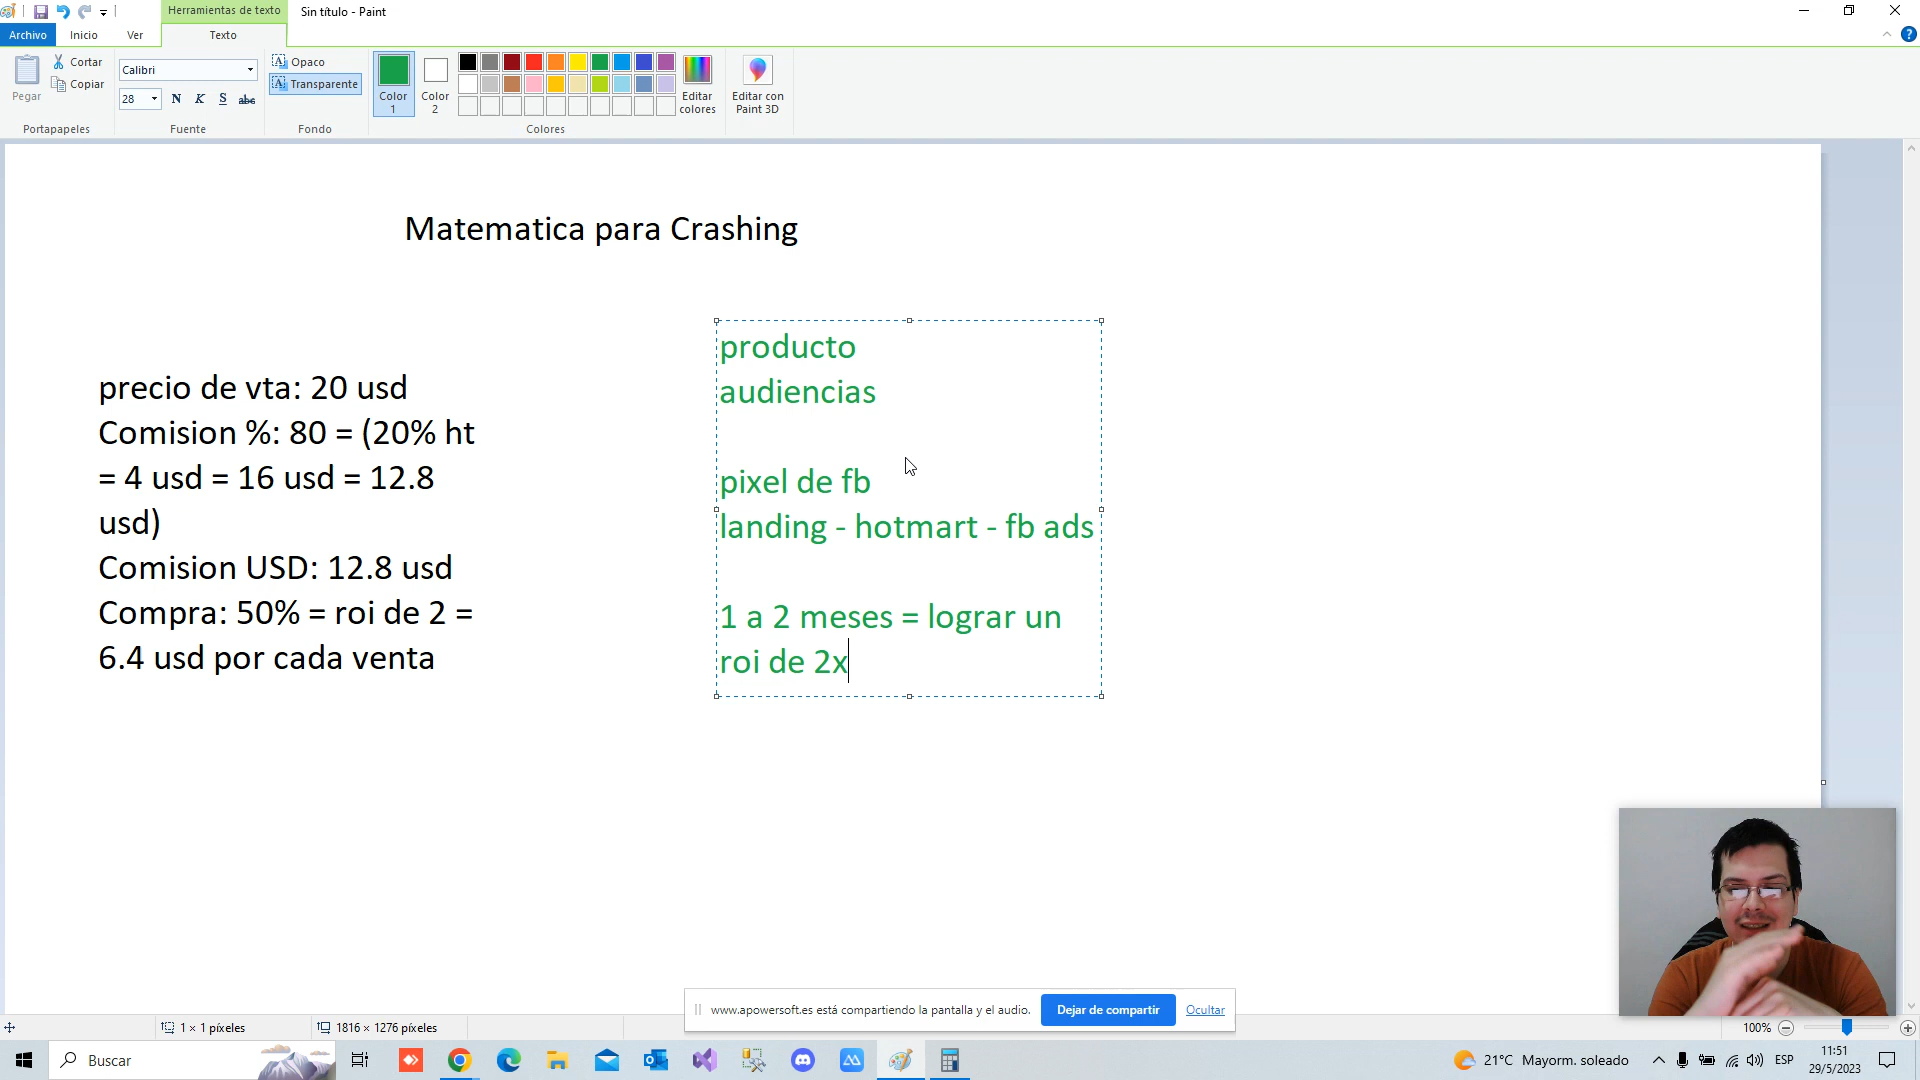 Herramientas de texto
Sin título - Paint
Archivo
Inicio
Ver
Texto
Pegar
Cortar
Copiar
Portapapeles
Calibri
28
N K S abc
Fuente
Opaco
Transparente
Fondo
Color 1
Color 2
Colores
Editar colores
Editar con Paint 3D
Matematica para Crashing
precio de vta: 20 usd
Comision %: 80 = (20% ht
= 4 usd = 16 usd = 12.8
usd)
Comision USD: 12.8 usd
Compra: 50% = roi de 2 =
6.4 usd por cada venta
producto
audiencias
pixel de fb
landing - hotmart - fb ads
1 a 2 meses = lograr un
roi de 2x
www.apowersoft.es está compartiendo la pantalla y el audio.
Dejar de compartir
Ocultar
1 × 1 píxeles
1816 × 1276 píxeles
100%
Buscar
21°C Mayorm. soleado
ESP
11:51
29/5/2023